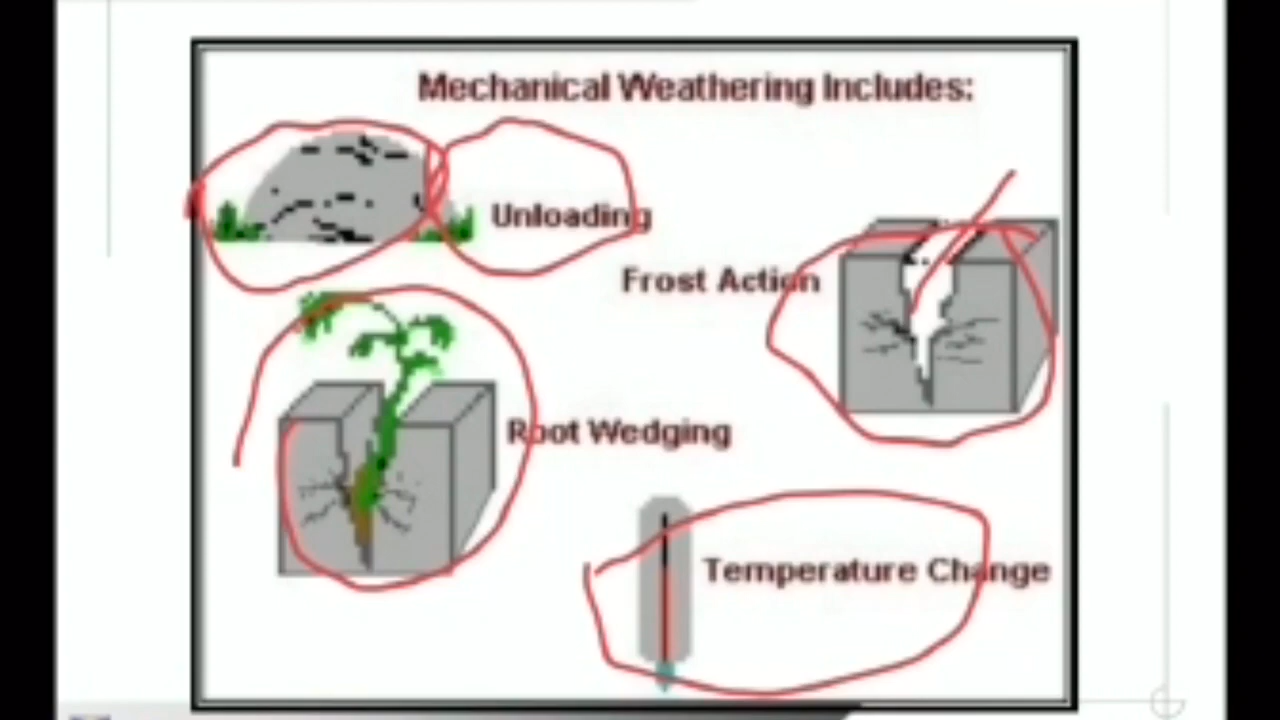 Mechanical Weathering Includes:
Unloading
Frost Action
Root Wedging
Temperature Change